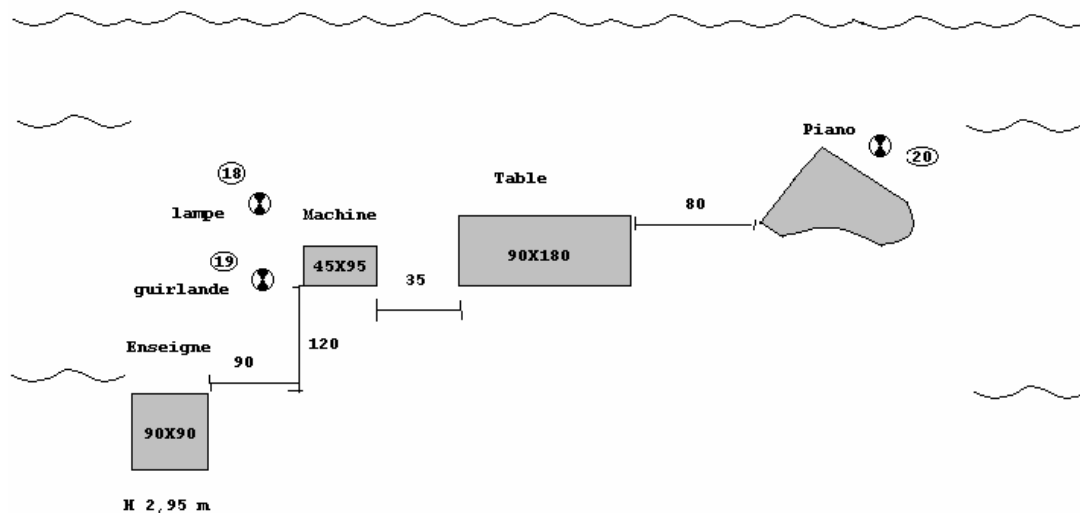 Piano
20
18
Table
lampe
Machine
80
19
45X95
90X180
guirlande
35
Enseigne
120
90
90X90
H 2,95 m